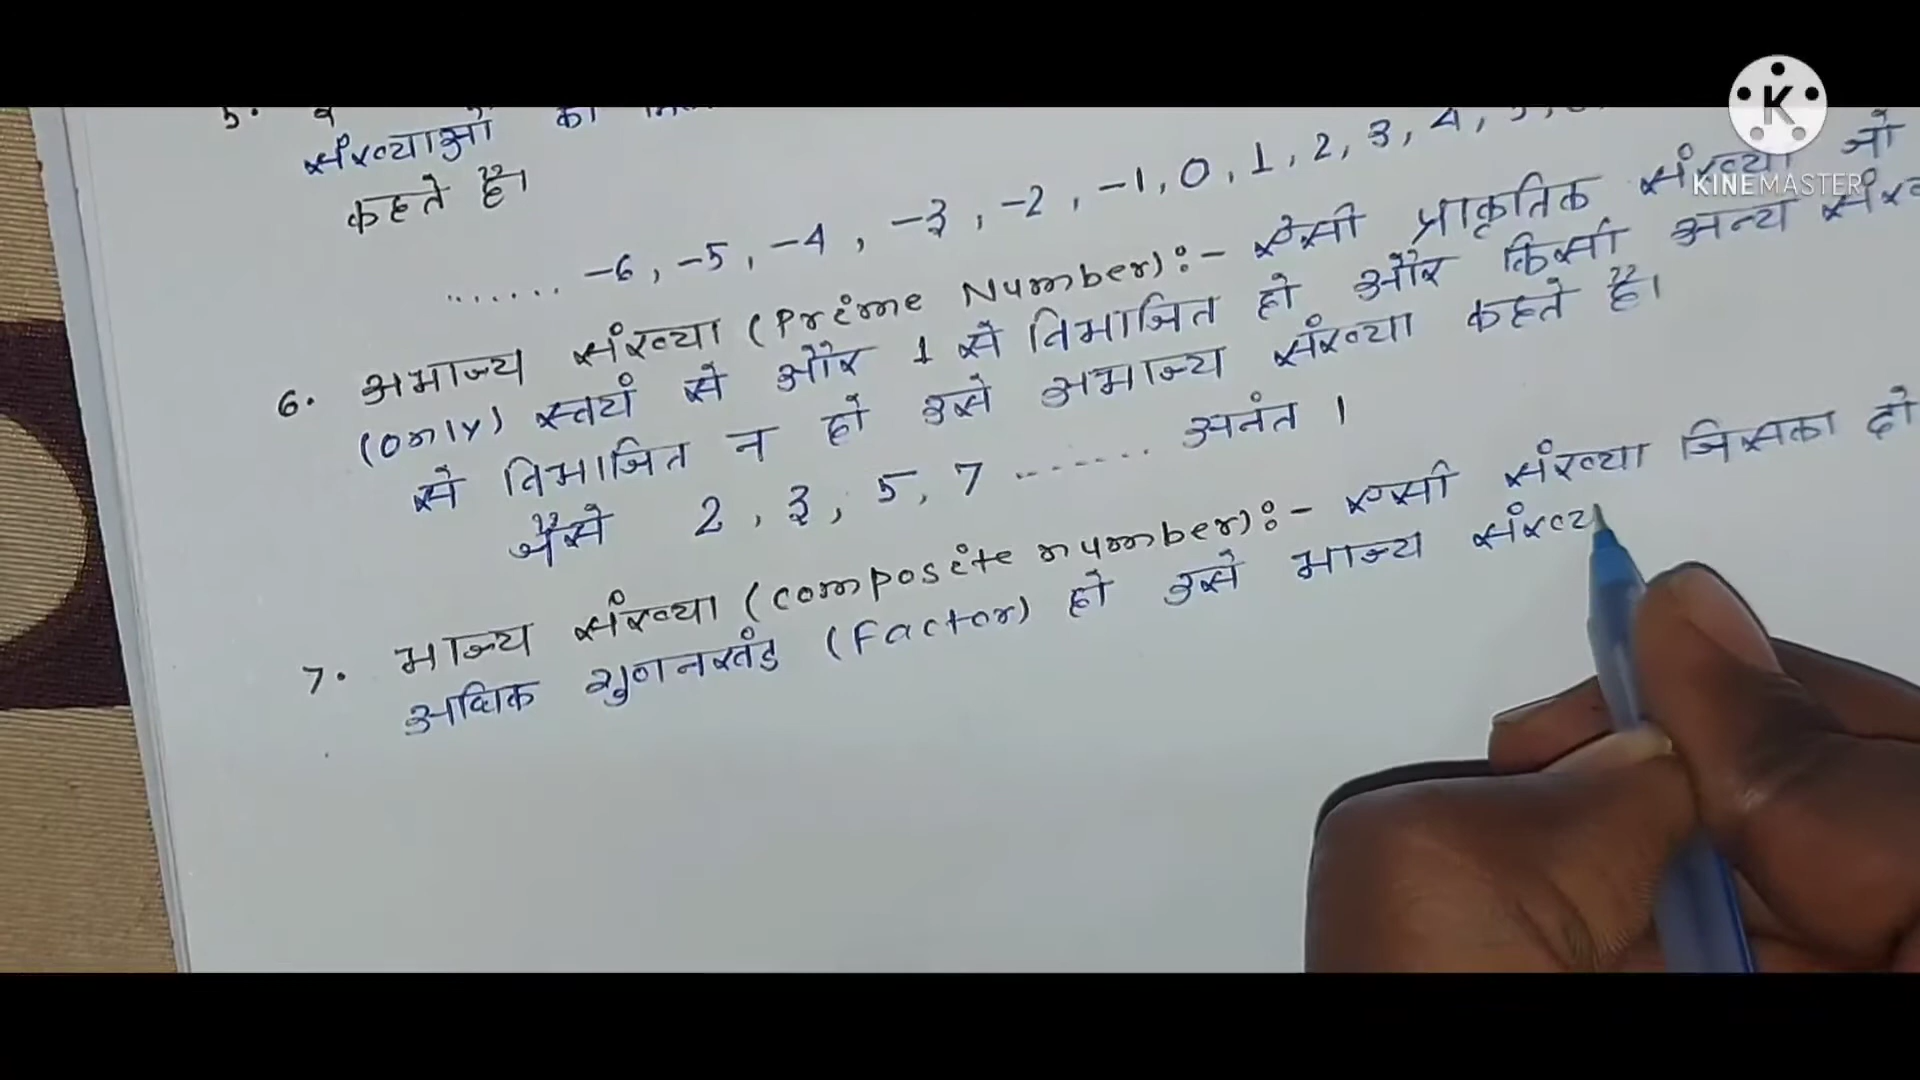 5.
संख्याओं को
कहते है।
....... -6, -5, -4, -3, -2, -1, 0, 1, 2, 3, 4, 5,
6. अभाज्य संख्या (Prime Number):- ऐसी प्राकृतिक संख्या जो
(only) स्वयं से और 1 से विभाजित हो और किसी अन्य
से विभाजित न हो उसे अभाज्य संख्या कहते है।
जैसे 2, 3, 5, 7 ....... अनंत ।
7. भाज्य संख्या (composite number):- ऐसी संख्या जिसका दो
अधिक गुणनखंड (Factor) हो उसे भाज्य संख्य
KINEMASTER